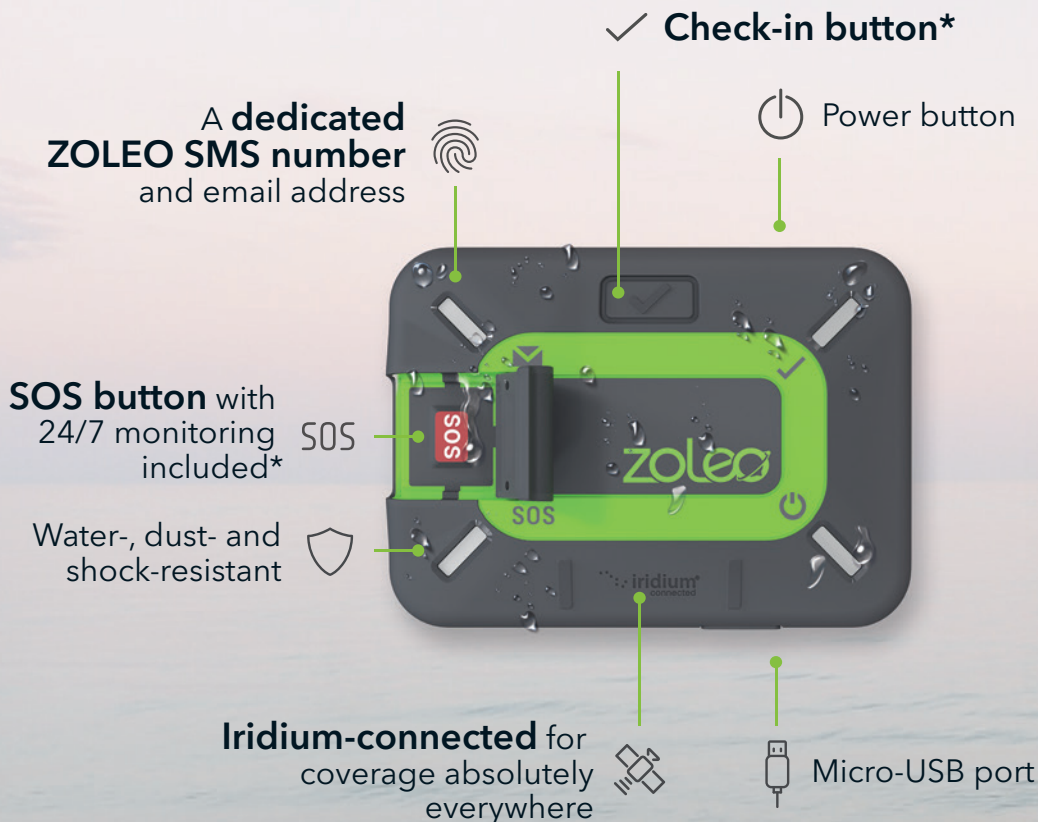 Check-in button*
Power button
A dedicated
ZOLEO SMS number
and email address
SOS button with
24/7 monitoring
included*
SOS
SOS
zoleo
SOS
Water-, dust- and
shock-resistant
iridium®
connected
Iridium-connected for
coverage absolutely
everywhere
Micro-USB port